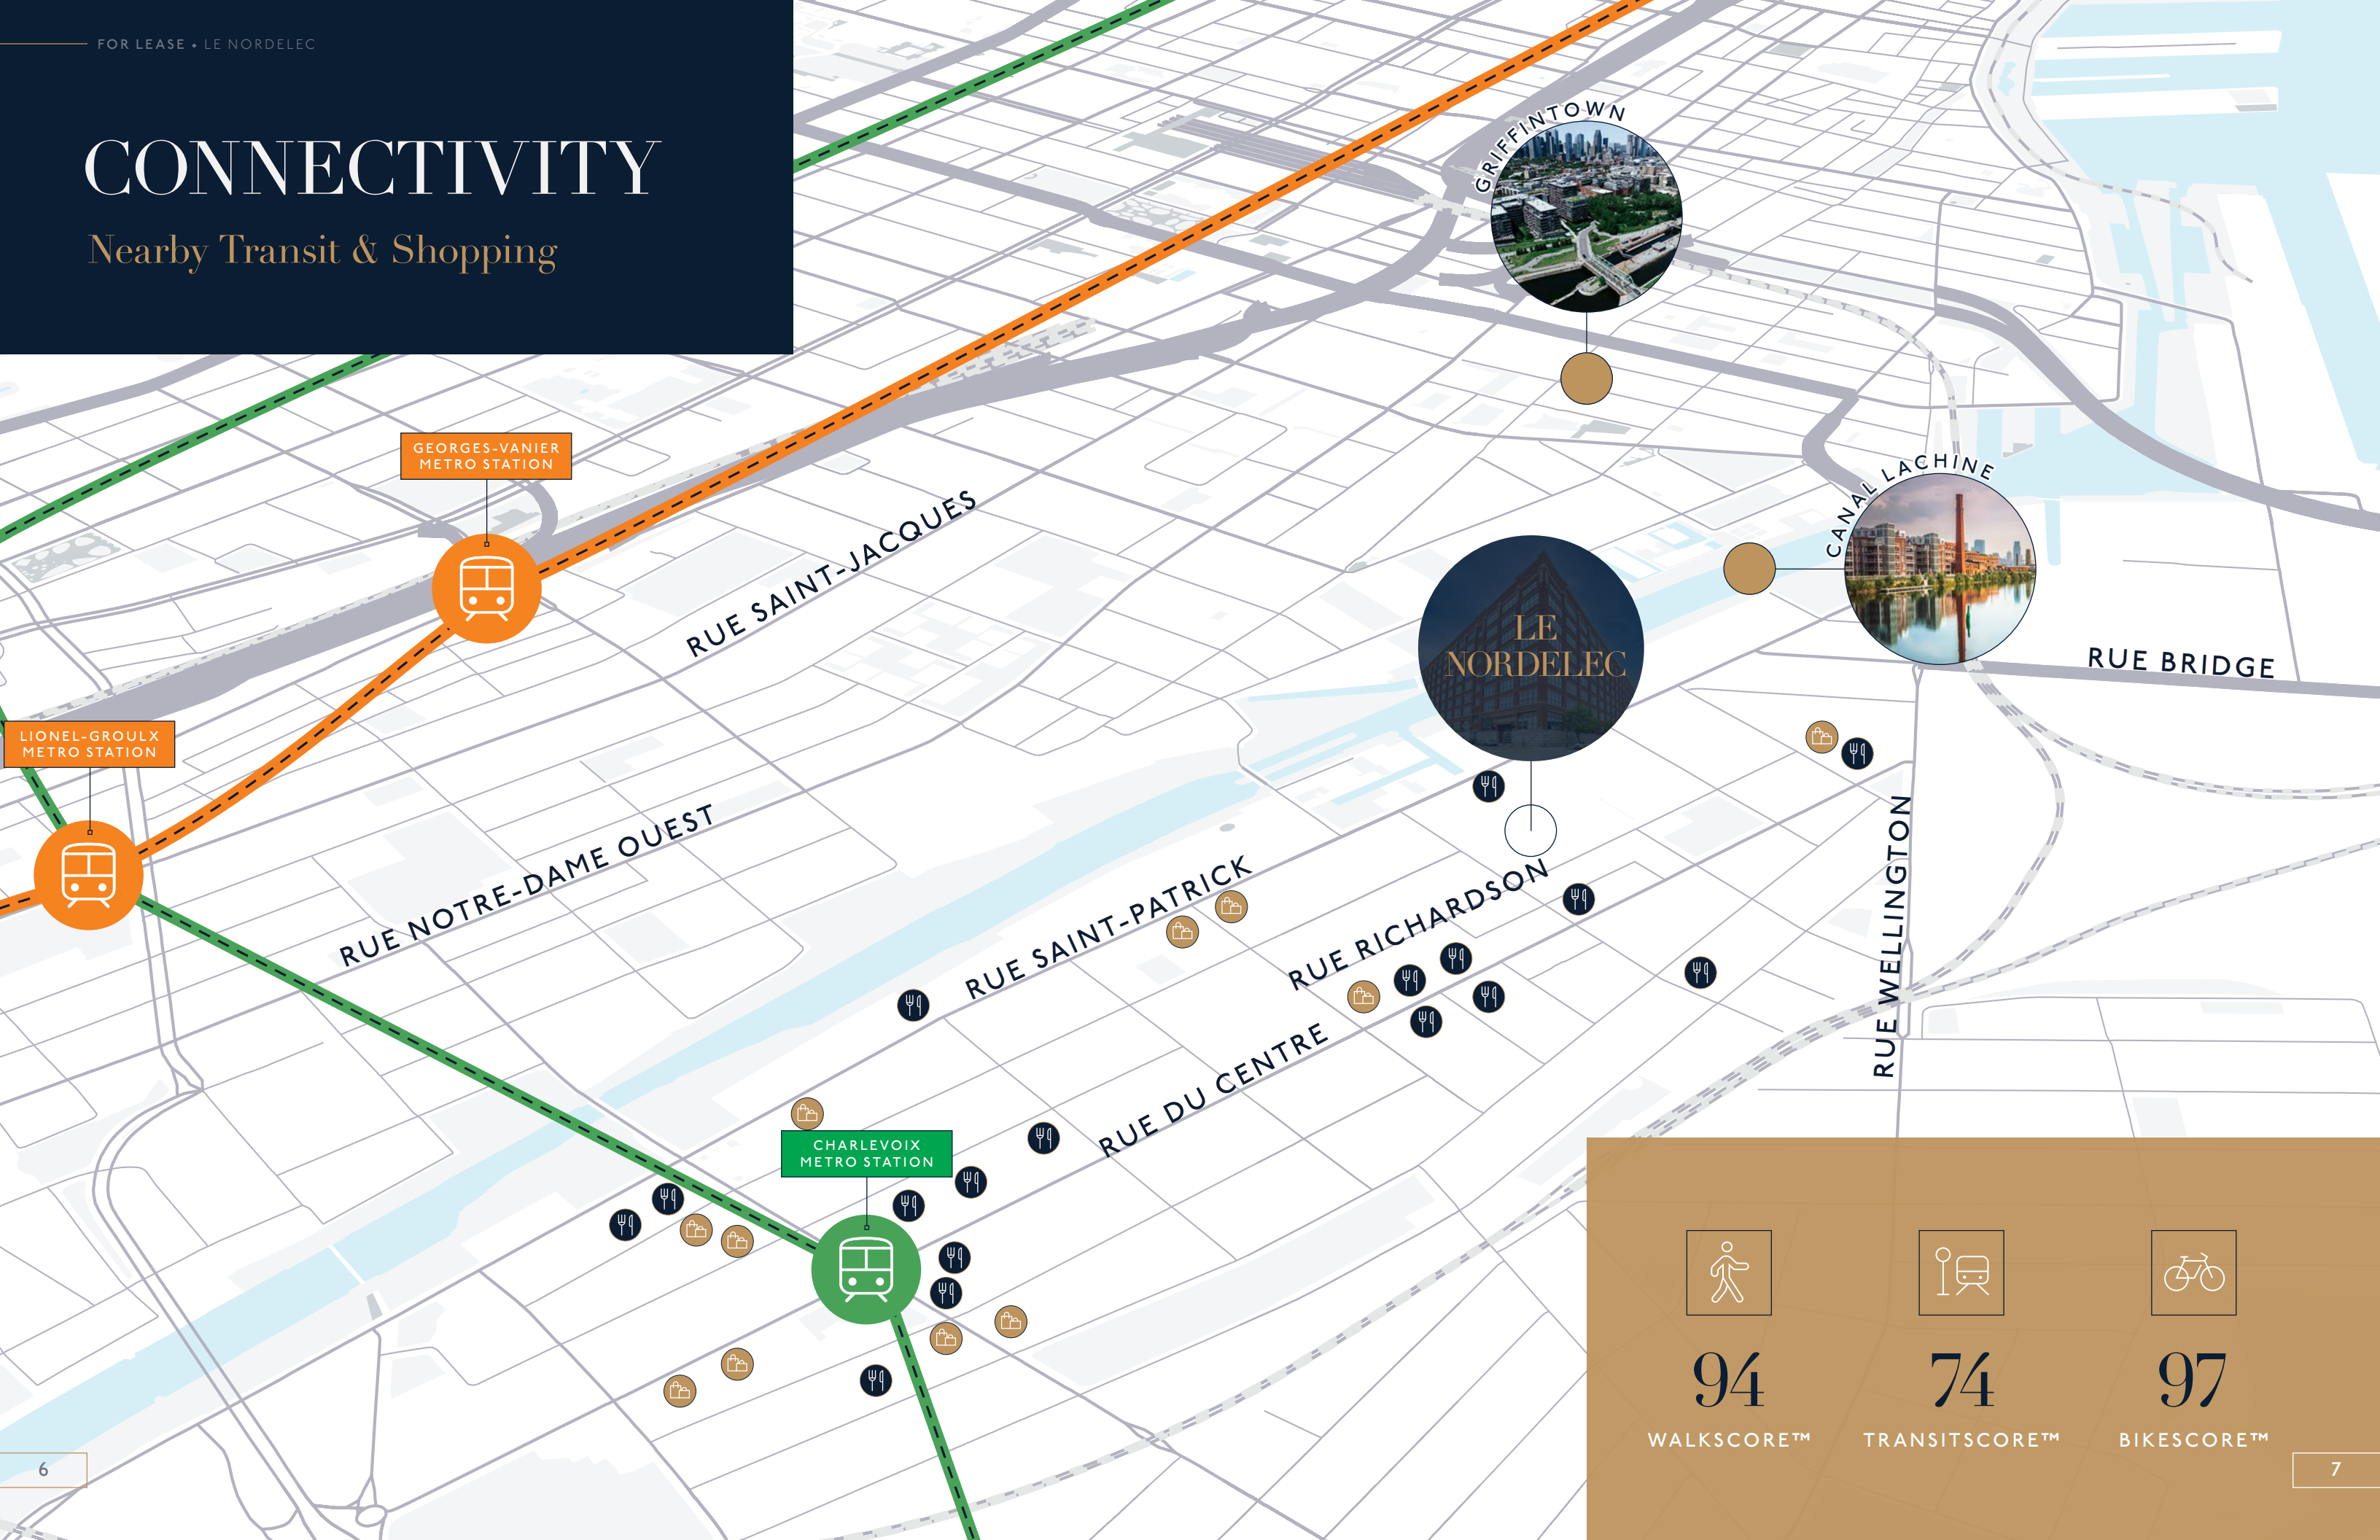 FOR LEASE • LE NORDELEC
CONNECTIVITY
Nearby Transit & Shopping
GRIFFINTOWN
GEORGES-VANIER
METRO STATION
CANAL LACHINE
RUE SAINT-JACQUES
LE
NORDELEC
RUE BRIDGE
LIONEL-GROULX
METRO STATION
RUE NOTRE-DAME OUEST
RUE SAINT-PATRICK
RUE RICHARDSON
RUE WELLINGTON
RUE DU CENTRE
CHARLEVOIX
METRO STATION
94
WALKSCORE™
74
TRANSITSCORE™
97
BIKESCORE™
6
7